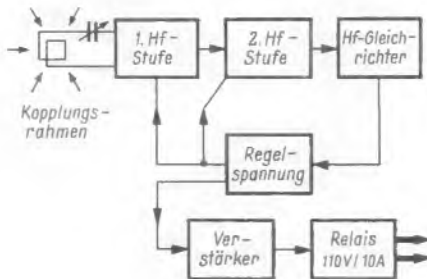 1. Hf-
Stufe
2. Hf-
Stufe
Hf-Gleich-
richter
Kopplungs-
rahmen
Regel-
spannung
Ver-
stärker
Relais
110V/10A